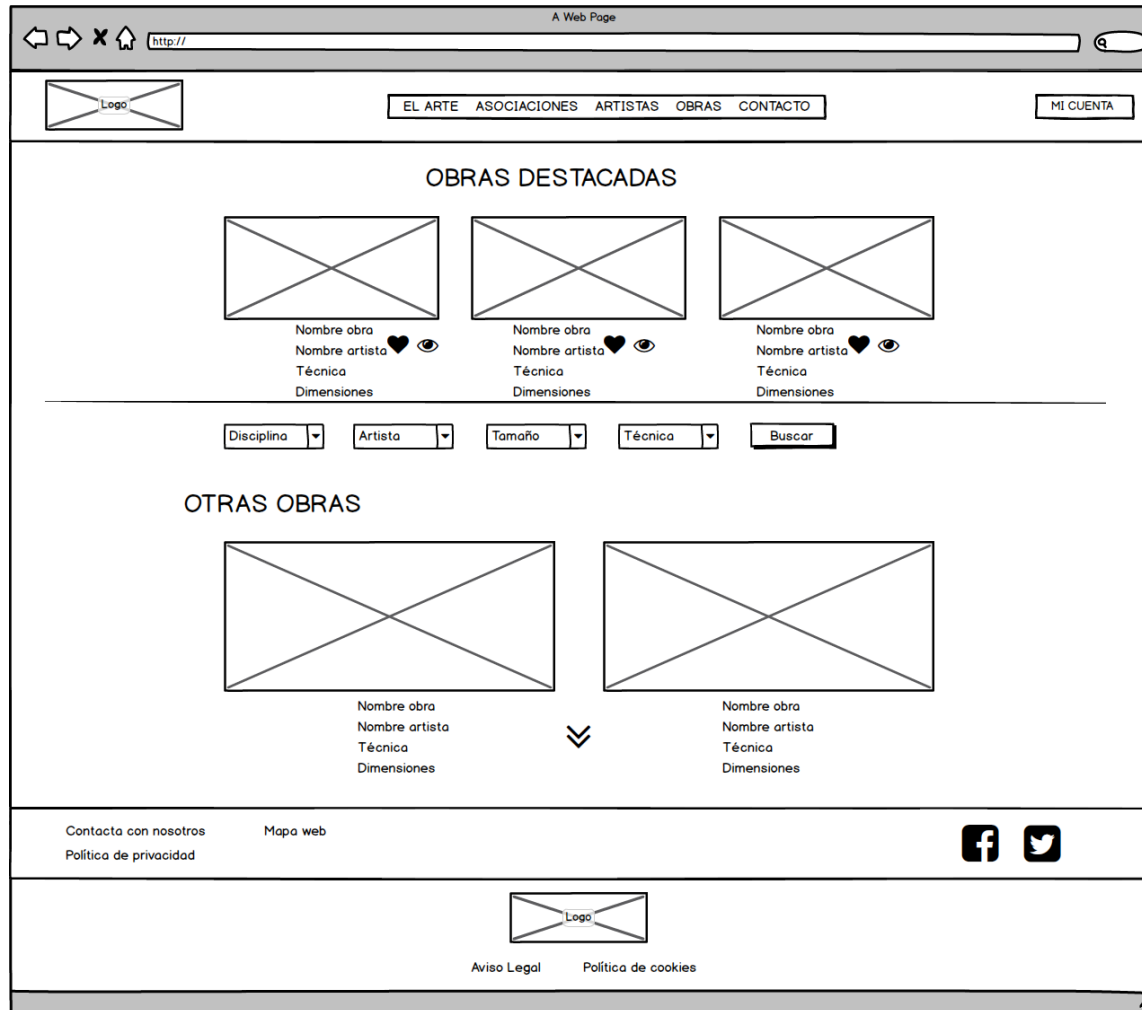 A Web Page
http://
Logo
EL ARTE ASOCIACIONES ARTISTAS OBRAS CONTACTO
MI CUENTA
OBRAS DESTACADAS
Nombre obra
Nombre artista
Técnica
Dimensiones
Nombre obra
Nombre artista
Técnica
Dimensiones
Nombre obra
Nombre artista
Técnica
Dimensiones
Disciplina
Artista
Tamaño
Técnica
Buscar
OTRAS OBRAS
Nombre obra
Nombre artista
Técnica
Dimensiones
Nombre obra
Nombre artista
Técnica
Dimensiones
Contacta con nosotros
Mapa web
Política de privacidad
Logo
Aviso Legal
Política de cookies